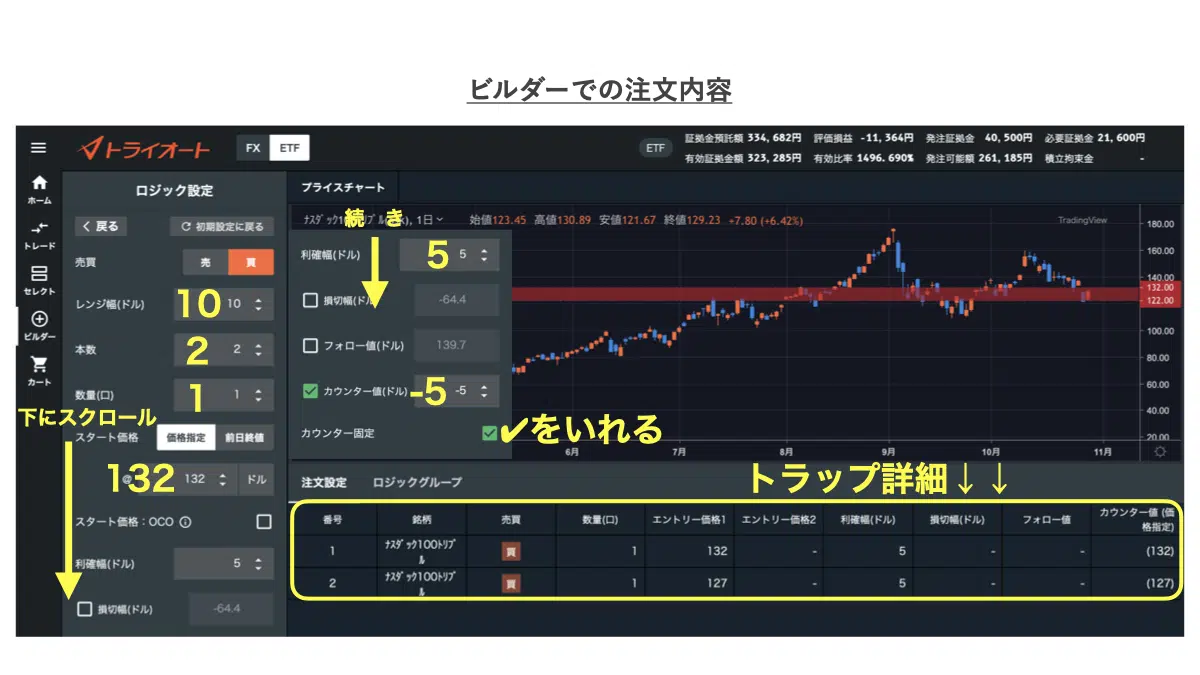 ビルダーでの注文内容
トライオート FX ETF
ETF 証拠金預託額 334,682円 評価損益 -11,364円 発注証拠金 40,500円 必要証拠金 21,600円
有効証拠金額 323,285円 有効比率 1496.690% 発注可能額 261,185円 積立拘束金 -
ホーム
トレード
セレクト
ビルダー
カート
ロジック設定
く 戻る 初期設定に戻る
売買 売 買
レンジ幅(ドル) 10 10
本数 2 2
数量(口) 1 1
下にスクロール
スタート価格 価格指定 前日終値
@ 132 132 ドル
スタート価格:OCO
利確幅(ドル) 5
損切幅(ドル) -64.4
プライスチャート
1日 始値123.45 高値130.89 安値121.67 終値129.23 +7.80 (+6.42%)
TradingView
続き
利確幅(ドル) 5 5
損切幅(ドル) -64.4
フォロー値(ドル) 139.7
カウンター値(ドル) -5 -5
カウンター固定 ✔をいれる
180.00
160.00
140.00
132.00
122.00
100.00
80.00
60.00
40.00
20.00
6月 7月 8月 9月 10月 11月
トラップ詳細↓↓
注文設定 ロジックグループ
番号 銘柄 売買 数量(口) エントリー価格1 エントリー価格2 利確幅(ドル) 損切幅(ドル) フォロー値 カウンター値 (価格指定)
1 ﾅｽﾀﾞｯｸ100ﾄﾘﾌﾟﾙ 買 1 132 - 5 - - (132)
2 ﾅｽﾀﾞｯｸ100ﾄﾘﾌﾟﾙ 買 1 127 - 5 - - (127)